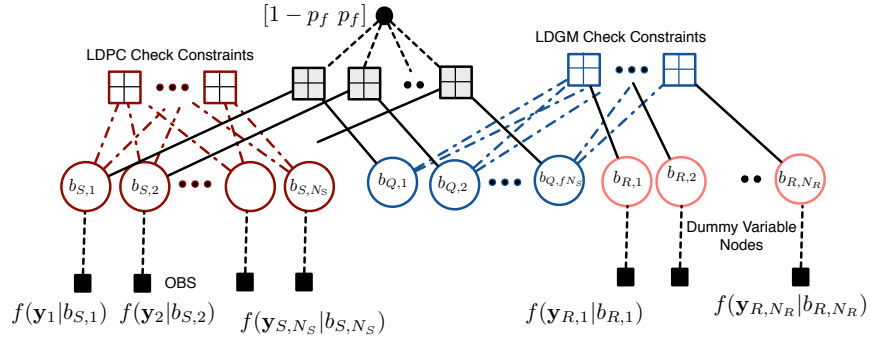 [1 − p_f  p_f]
LDPC Check Constraints
LDGM Check Constraints
b_{S,1}
b_{S,2}
b_{S,N_S}
b_{Q,1}
b_{Q,2}
b_{Q,fN_S}
b_{R,1}
b_{R,2}
b_{R,N_R}
Dummy Variable
Nodes
OBS
f(𝐲_1|b_{S,1})
f(𝐲_2|b_{S,2})
f(𝐲_{S,N_S}|b_{S,N_S})
f(𝐲_{R,1}|b_{R,1})
f(𝐲_{R,N_R}|b_{R,N_R})